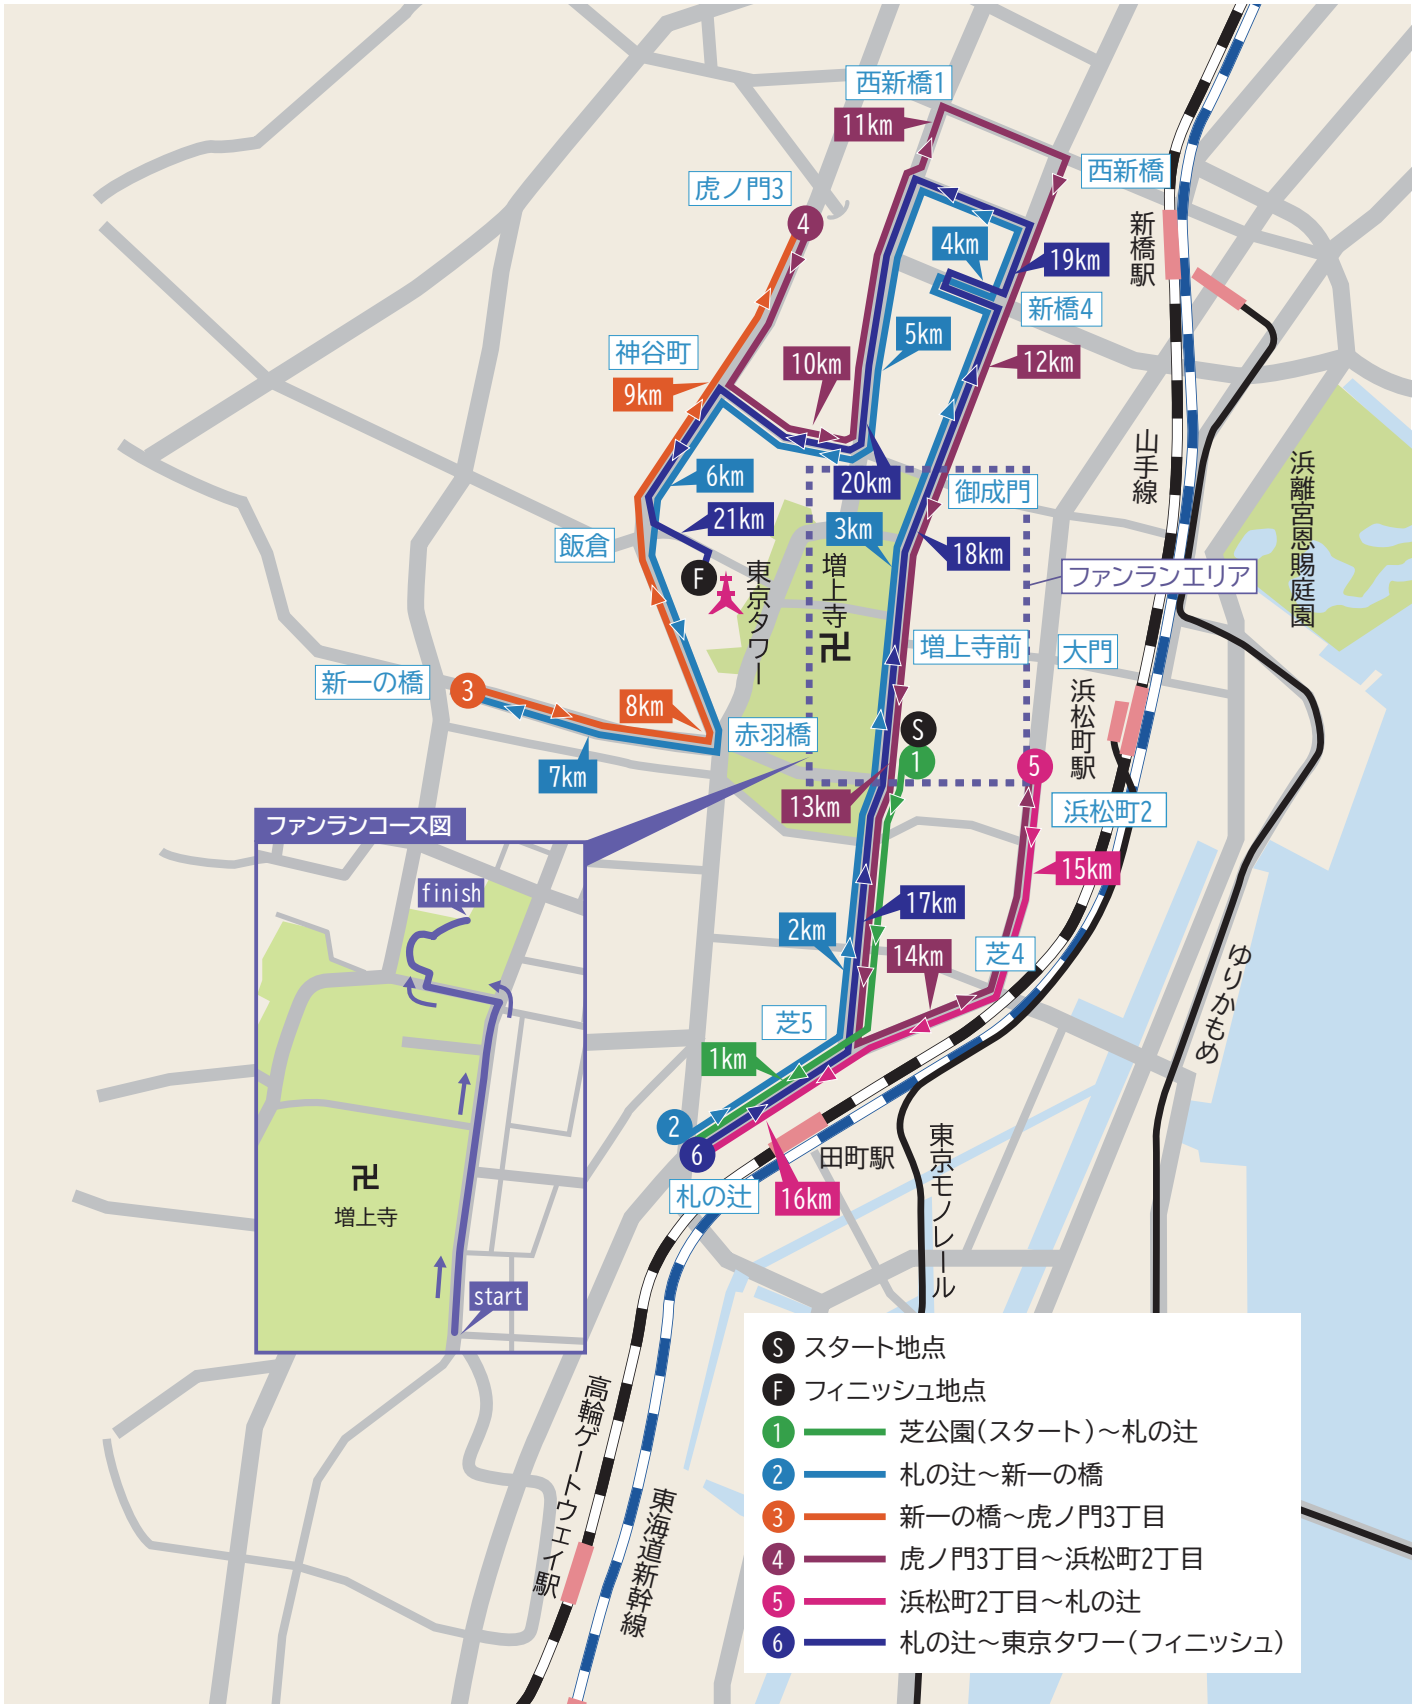 西新橋1
11km
西新橋
虎ノ門3
4
新橋駅
4km
19km
新橋4
5km
神谷町
10km
12km
9km
山手線
浜離宮恩賜庭園
6km
20km
御成門
21km
3km
飯倉
18km
F
東京タワー
増上寺
卍
ファンランエリア
増上寺前
大門
新一の橋
3
8km
浜松町駅
赤羽橋
S
1
5
7km
13km
浜松町2
ファンランコース図
15km
finish
17km
2km
14km
芝4
ゆりかもめ
芝5
1km
2
6
田町駅
東京モノレール
札の辻
16km
卍
増上寺
start
高輪ゲートウェイ駅
東海道新幹線
S スタート地点
F フィニッシュ地点
1 芝公園(スタート)～札の辻
2 札の辻～新一の橋
3 新一の橋～虎ノ門3丁目
4 虎ノ門3丁目～浜松町2丁目
5 浜松町2丁目～札の辻
6 札の辻～東京タワー(フィニッシュ)